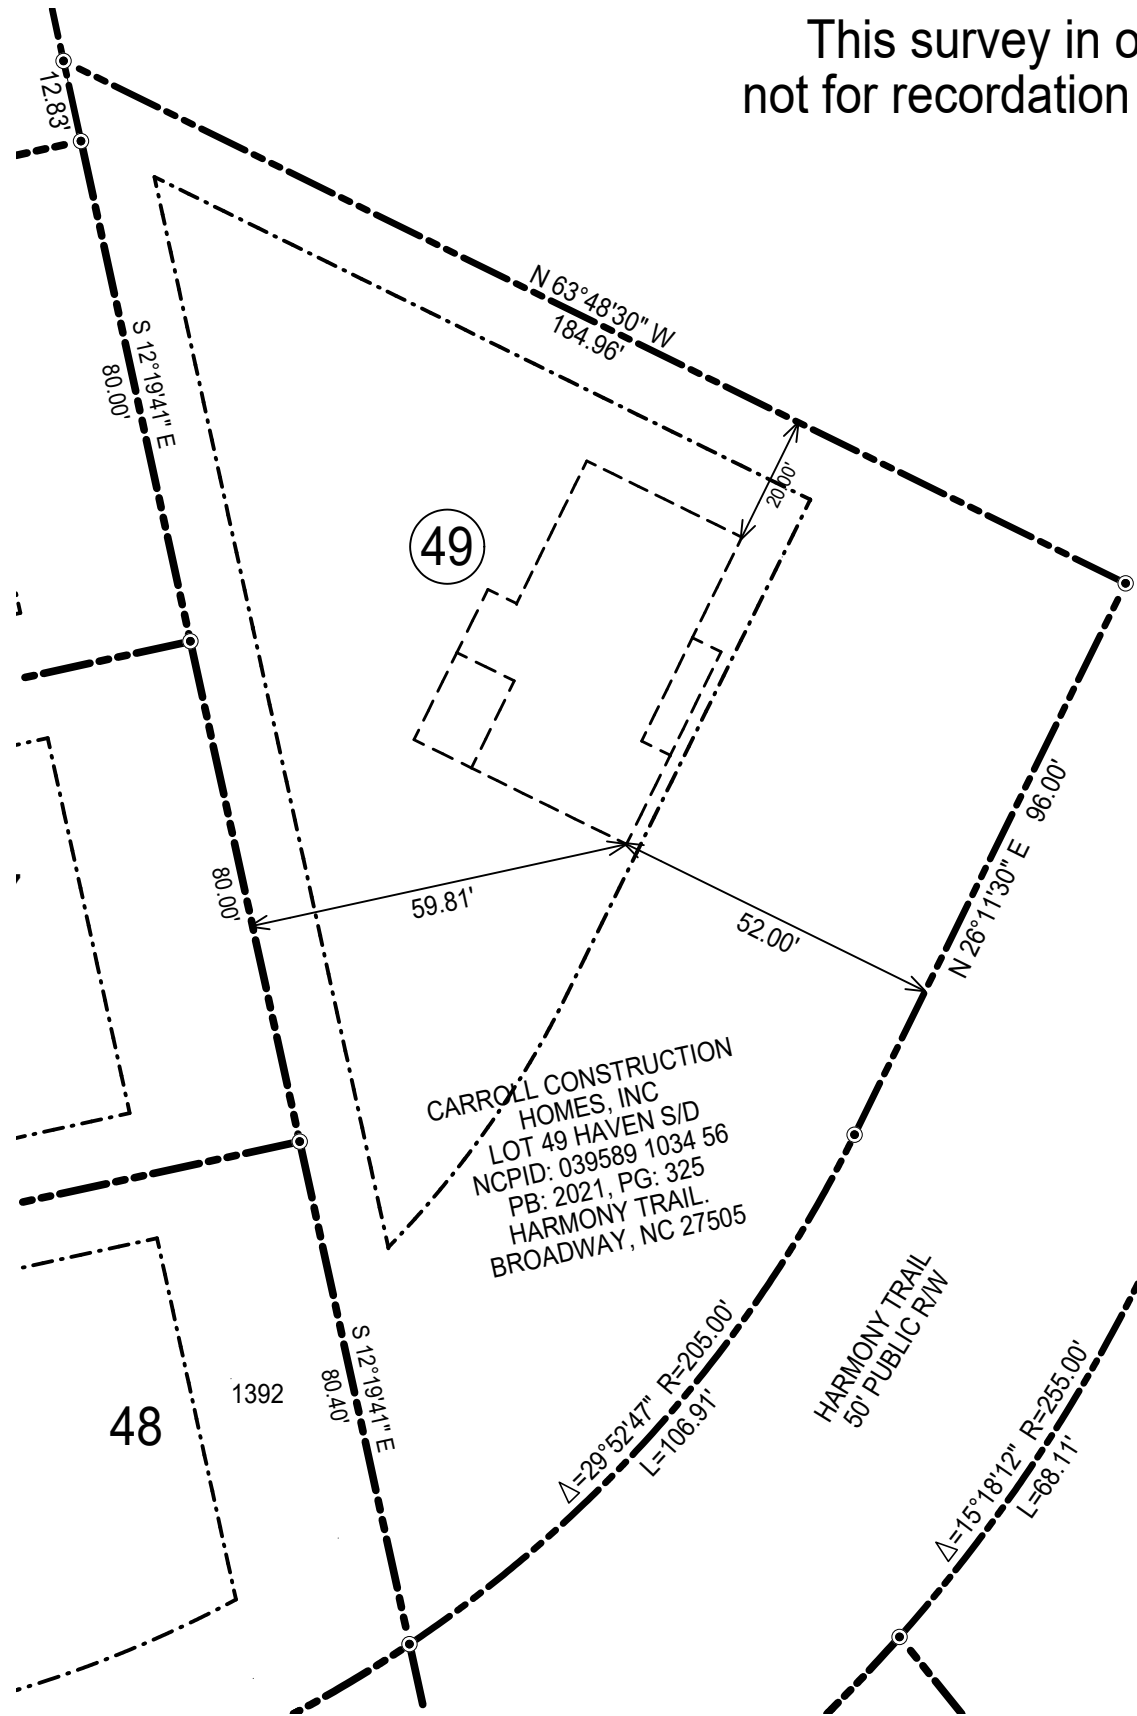 This survey in o
not for recordation
12.83'
N 63°48'30" W
184.96'
S 12°19'41" E
80.00'
20.00'
49
96.00'
N 26°11'30" E
80.00'
59.81'
52.00'
CARROLL CONSTRUCTION
HOMES, INC
LOT 49 HAVEN S/D
NCPID: 039589 1034 56
PB: 2021, PG: 325
HARMONY TRAIL.
BROADWAY, NC 27505
HARMONY TRAIL
50' PUBLIC R/W
S 12°19'41" E
80.40'
1392
48
Δ=29°52'47" R=205.00'
L=106.91'
Δ=15°18'12" R=255.00'
L=68.11'